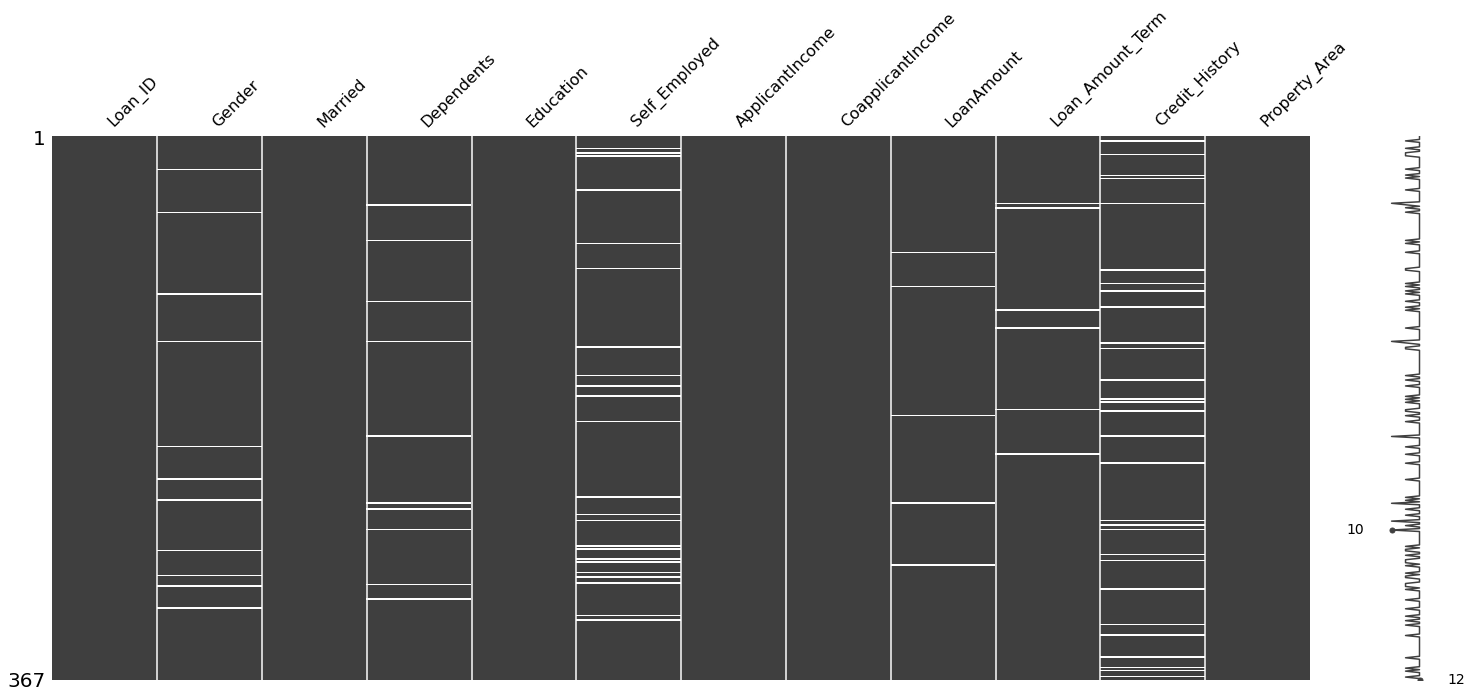 Loan_ID
Gender
Married
Dependents
Education
Self_Employed
ApplicantIncome
CoapplicantIncome
LoanAmount
Loan_Amount_Term
Credit_History
Property_Area
1
10
367
12